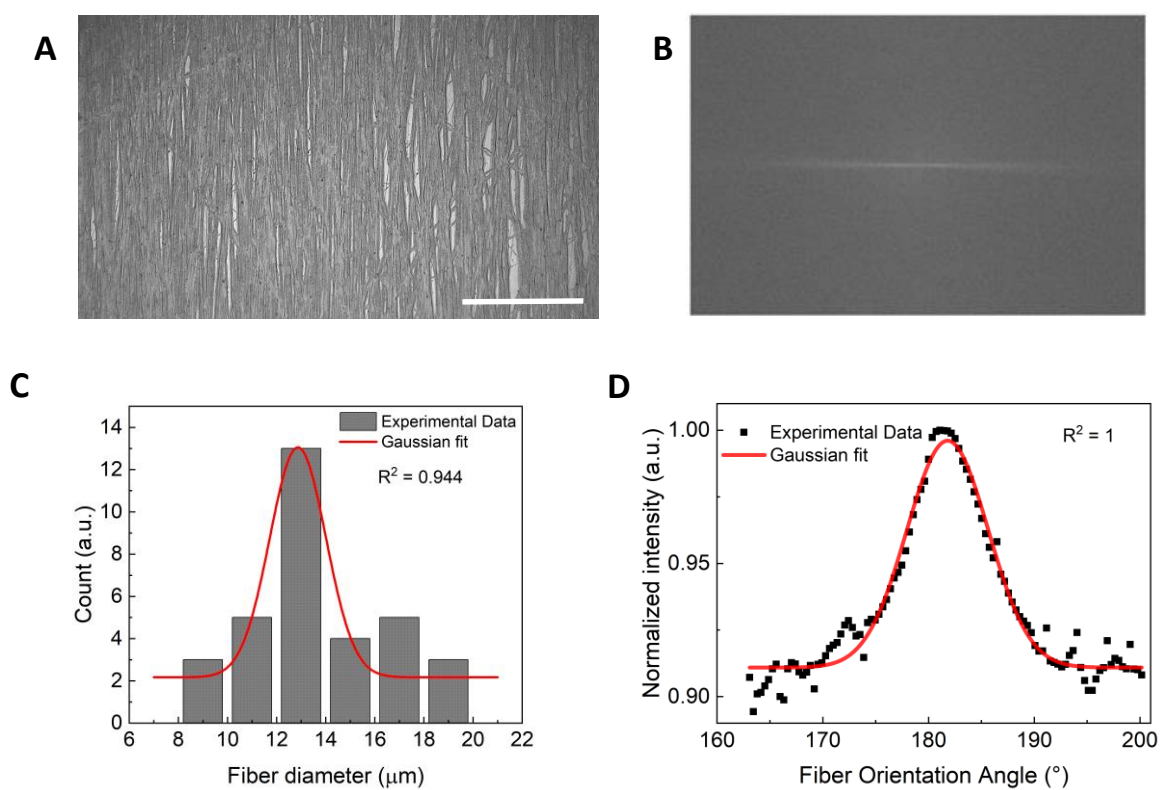 A
B
C
Experimental Data
Gaussian fit
R² = 0.944
Count (a.u.)
14
12
10
8
6
4
2
0
6 8 10 12 14 16 18 20 22
Fiber diameter (μm)
D
Experimental Data
Gaussian fit
R² = 1
Normalized intensity (a.u.)
1.00
0.95
0.90
160 170 180 190 200
Fiber Orientation Angle (°)